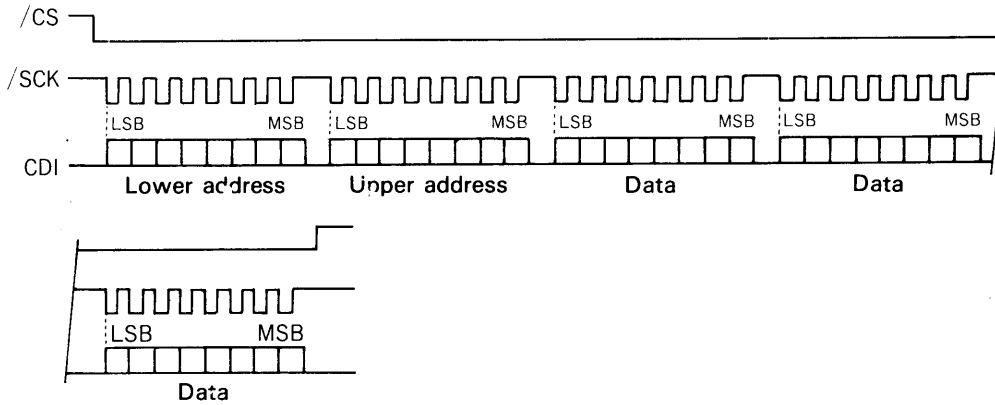 /CS
/SCK
LSB MSB LSB MSB LSB MSB LSB MSB
CDI
Lower address Upper address Data Data
LSB MSB
Data